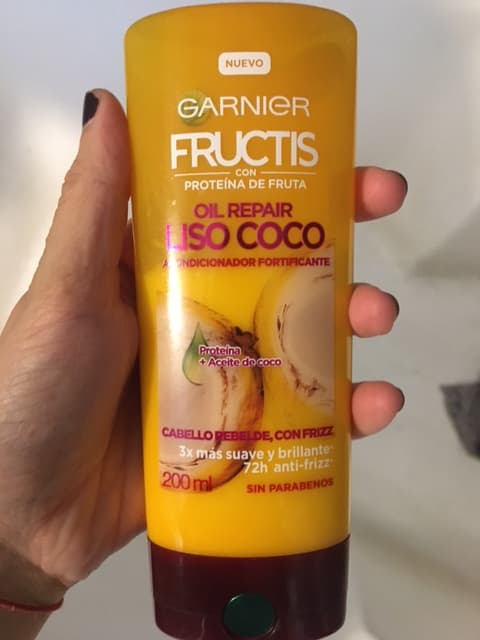 NUEVO
GARNIER
FRUCTIS
CON
PROTEÍNA DE FRUTA
OIL REPAIR
LISO COCO
ACONDICIONADOR FORTIFICANTE
Proteína
+ Aceite de coco
CABELLO REBELDE, CON FRIZZ
3x más suave y brillante*
72h anti-frizz*
200 ml
SIN PARABENOS